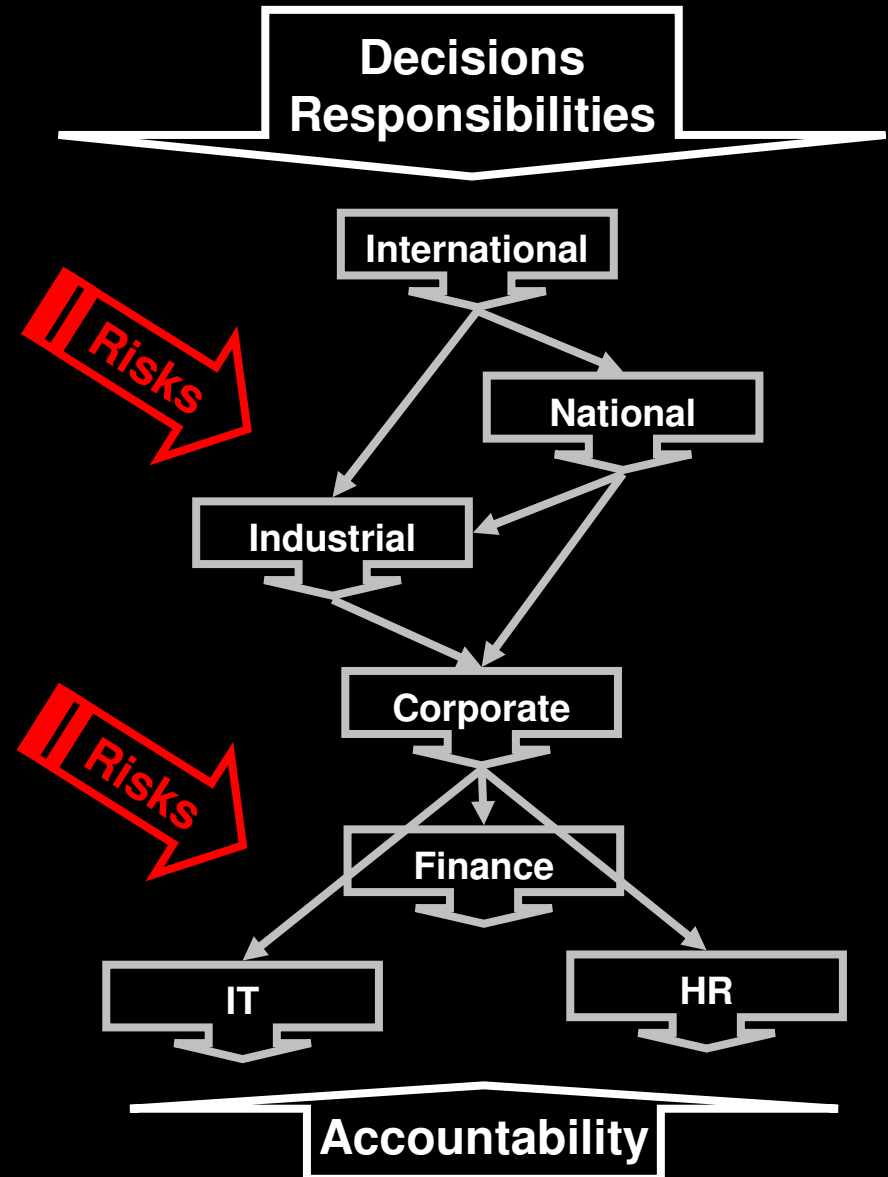 Decisions
Responsibilities
International
Risks
National
Industrial
Corporate
Risks
Finance
IT
HR
Accountability